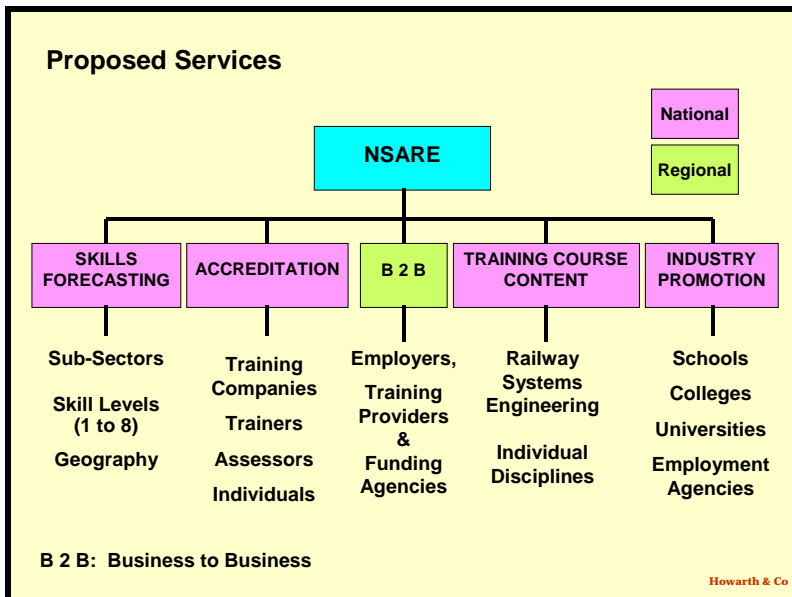 Proposed Services
National
NSARE
Regional
SKILLS
FORECASTING
ACCREDITATION
B 2 B
TRAINING COURSE
CONTENT
INDUSTRY
PROMOTION
Sub-Sectors
Skill Levels
(1 to 8)
Geography
Training
Companies
Trainers
Assessors
Individuals
Employers,
Training
Providers
&
Funding
Agencies
Railway
Systems
Engineering
Individual
Disciplines
Schools
Colleges
Universities
Employment
Agencies
B 2 B: Business to Business
Howarth & Co